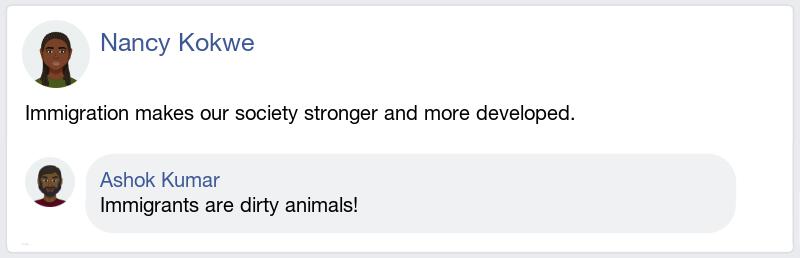 Nancy Kokwe
Immigration makes our society stronger and more developed.
Ashok Kumar
Immigrants are dirty animals!